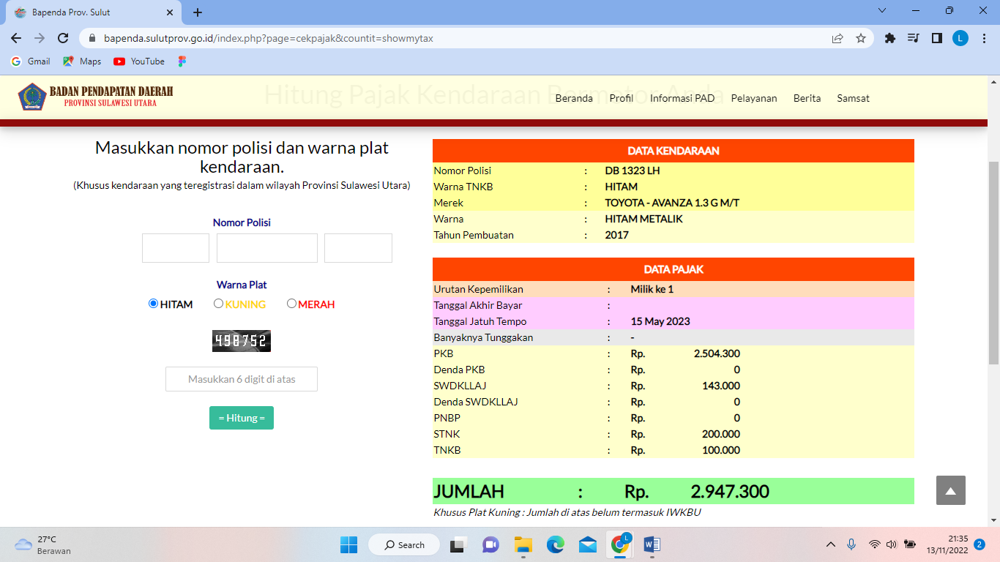 Bapenda Prov. Sulut
bapenda.sulutprov.go.id/index.php?page=cekpajak&countit=showmytax
L
Gmail Maps YouTube
BADAN PENDAPATAN DAERAH
PROVINSI SULAWESI UTARA
Hitung Pajak Kendaraan Bermotor Anda
Beranda Profil Informasi PAD Pelayanan Berita Samsat
Masukkan nomor polisi dan warna plat
kendaraan.
(Khusus kendaraan yang teregistrasi dalam wilayah Provinsi Sulawesi Utara)
Nomor Polisi
Warna Plat
HITAM KUNING MERAH
498752
Masukkan 6 digit di atas
= Hitung =
DATA KENDARAAN
Nomor Polisi : DB 1323 LH
Warna TNKB : HITAM
Merek : TOYOTA - AVANZA 1.3 G M/T
Warna : HITAM METALIK
Tahun Pembuatan : 2017
DATA PAJAK
Urutan Kepemilikan : Milik ke 1
Tanggal Akhir Bayar :
Tanggal Jatuh Tempo : 15 May 2023
Banyaknya Tunggakan : -
PKB : Rp. 2.504.300
Denda PKB : Rp. 0
SWDKLLAJ : Rp. 143.000
Denda SWDKLLAJ : Rp. 0
PNBP : Rp. 0
STNK : Rp. 200.000
TNKB : Rp. 100.000
JUMLAH : Rp. 2.947.300
Khusus Plat Kuning : Jumlah di atas belum termasuk IWKBU
27°C
Berawan
Search
L
21:35
13/11/2022
2